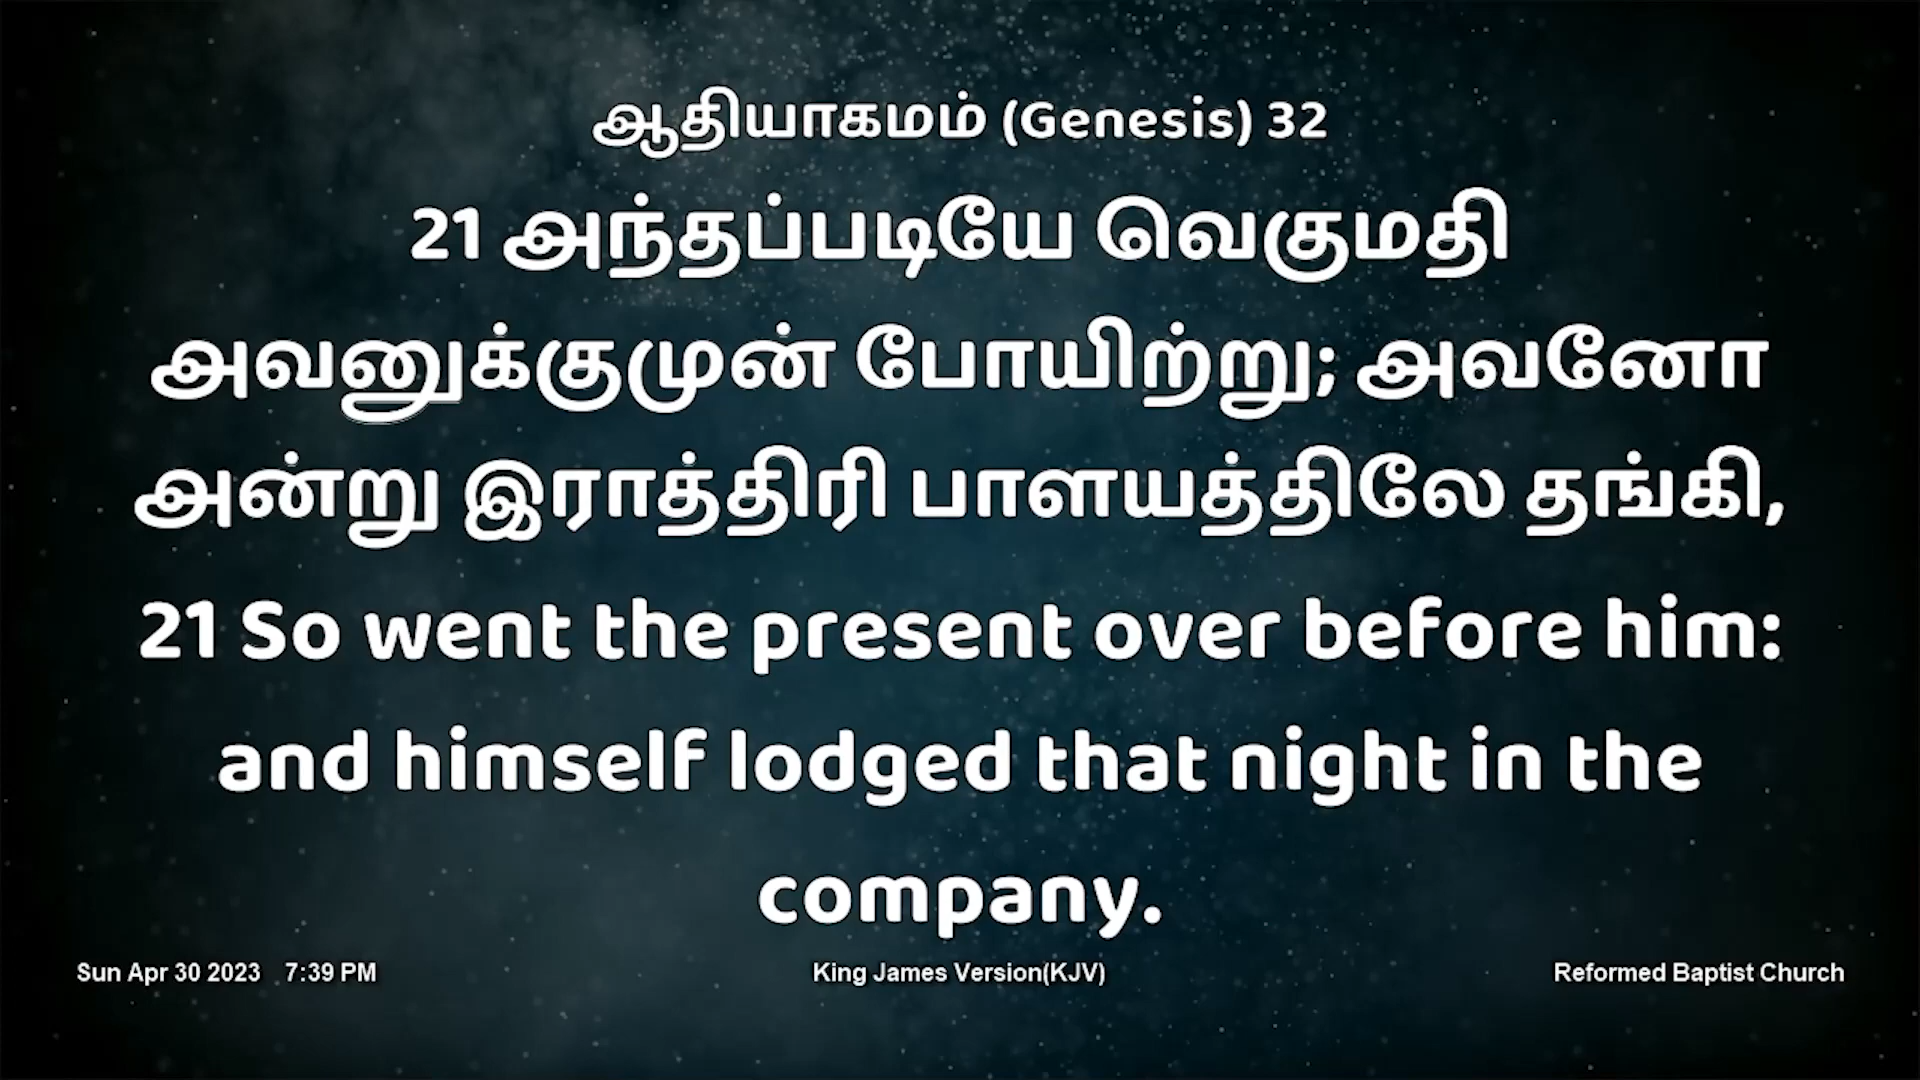 ஆதியாகமம் (Genesis) 32
21 அந்தப்படியே வெகுமதி
அவனுக்குமுன் போயிற்று; அவனோ
அன்று இராத்திரி பாளயத்திலே தங்கி,
21 So went the present over before him:
and himself lodged that night in the
company.
Sun Apr 30 2023 7:39 PM King James Version(KJV) Reformed Baptist Church